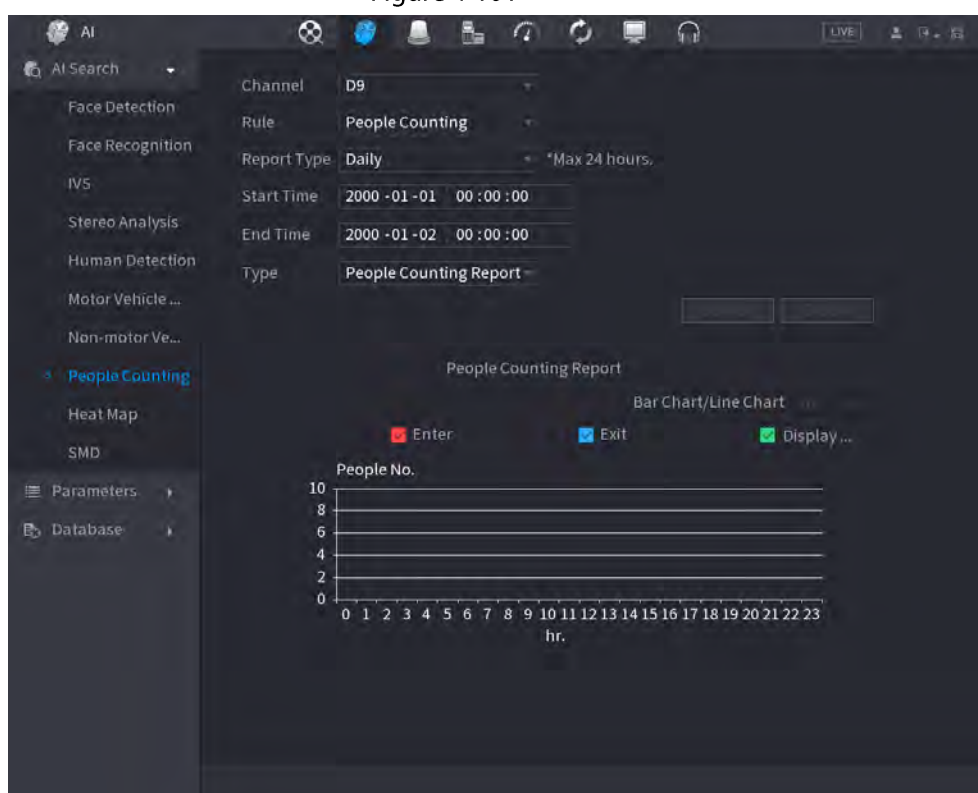 AI
LIVE
AI Search
Face Detection
Face Recognition
IVS
Stereo Analysis
Human Detection
Motor Vehicle ...
Non-motor Ve...
People Counting
Heat Map
SMD
Parameters
Database
Channel D9
Rule People Counting
Report Type Daily *Max 24 hours.
Start Time 2000 -01 -01 00 :00 :00
End Time 2000 -01 -02 00 :00 :00
Type People Counting Report
People Counting Report
Bar Chart/Line Chart
Enter Exit Display ...
People No.
10
8
6
4
2
0
0 1 2 3 4 5 6 7 8 9 10 11 12 13 14 15 16 17 18 19 20 21 22 23
hr.